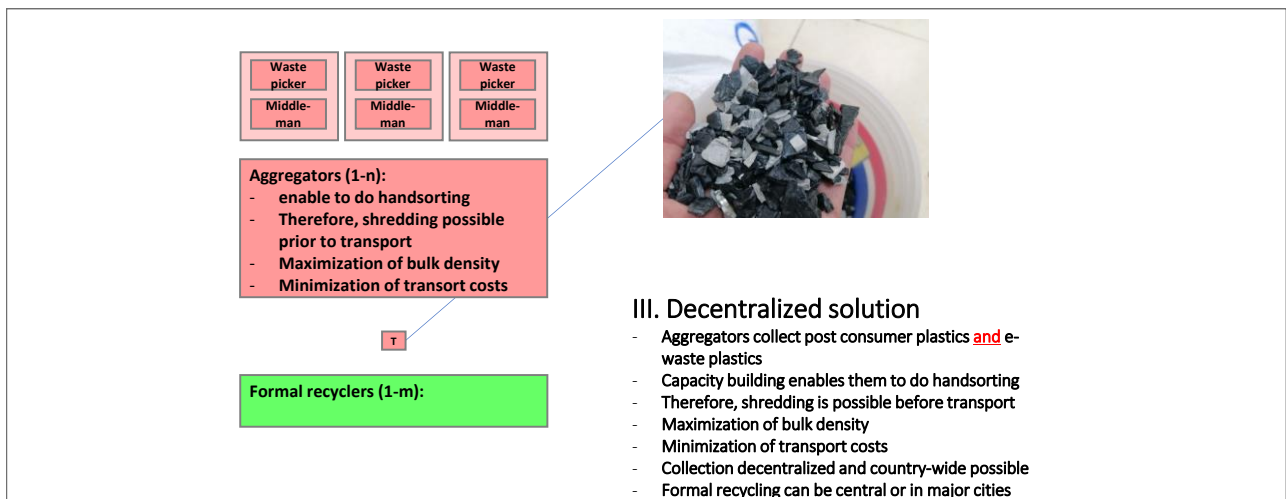 Waste
picker
Middle-
man
Waste
picker
Middle-
man
Waste
picker
Middle-
man
Aggregators (1-n):
- enable to do handsorting
- Therefore, shredding possible
prior to transport
- Maximization of bulk density
- Minimization of transort costs
T
Formal recyclers (1-m):
III. Decentralized solution
- Aggregators collect post consumer plastics and e-
waste plastics
- Capacity building enables them to do handsorting
- Therefore, shredding is possible before transport
- Maximization of bulk density
- Minimization of transport costs
- Collection decentralized and country-wide possible
- Formal recycling can be central or in major cities